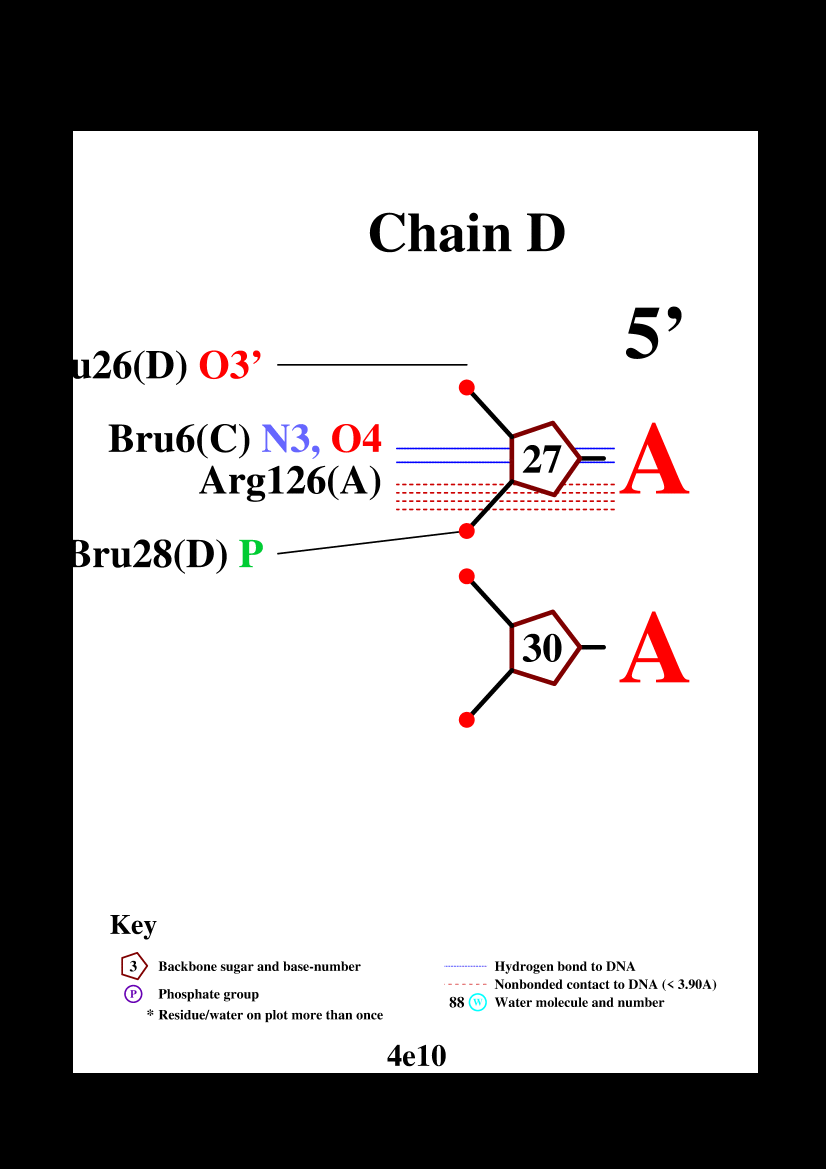 Chain D
5’
u26(D) O3’
Bru6(C) N3, O4
27
A
Arg126(A)
Bru28(D) P
30
A
Key
3 Backbone sugar and base-number
P Phosphate group
* Residue/water on plot more than once
Hydrogen bond to DNA
Nonbonded contact to DNA (< 3.90A)
88 W Water molecule and number
4e10